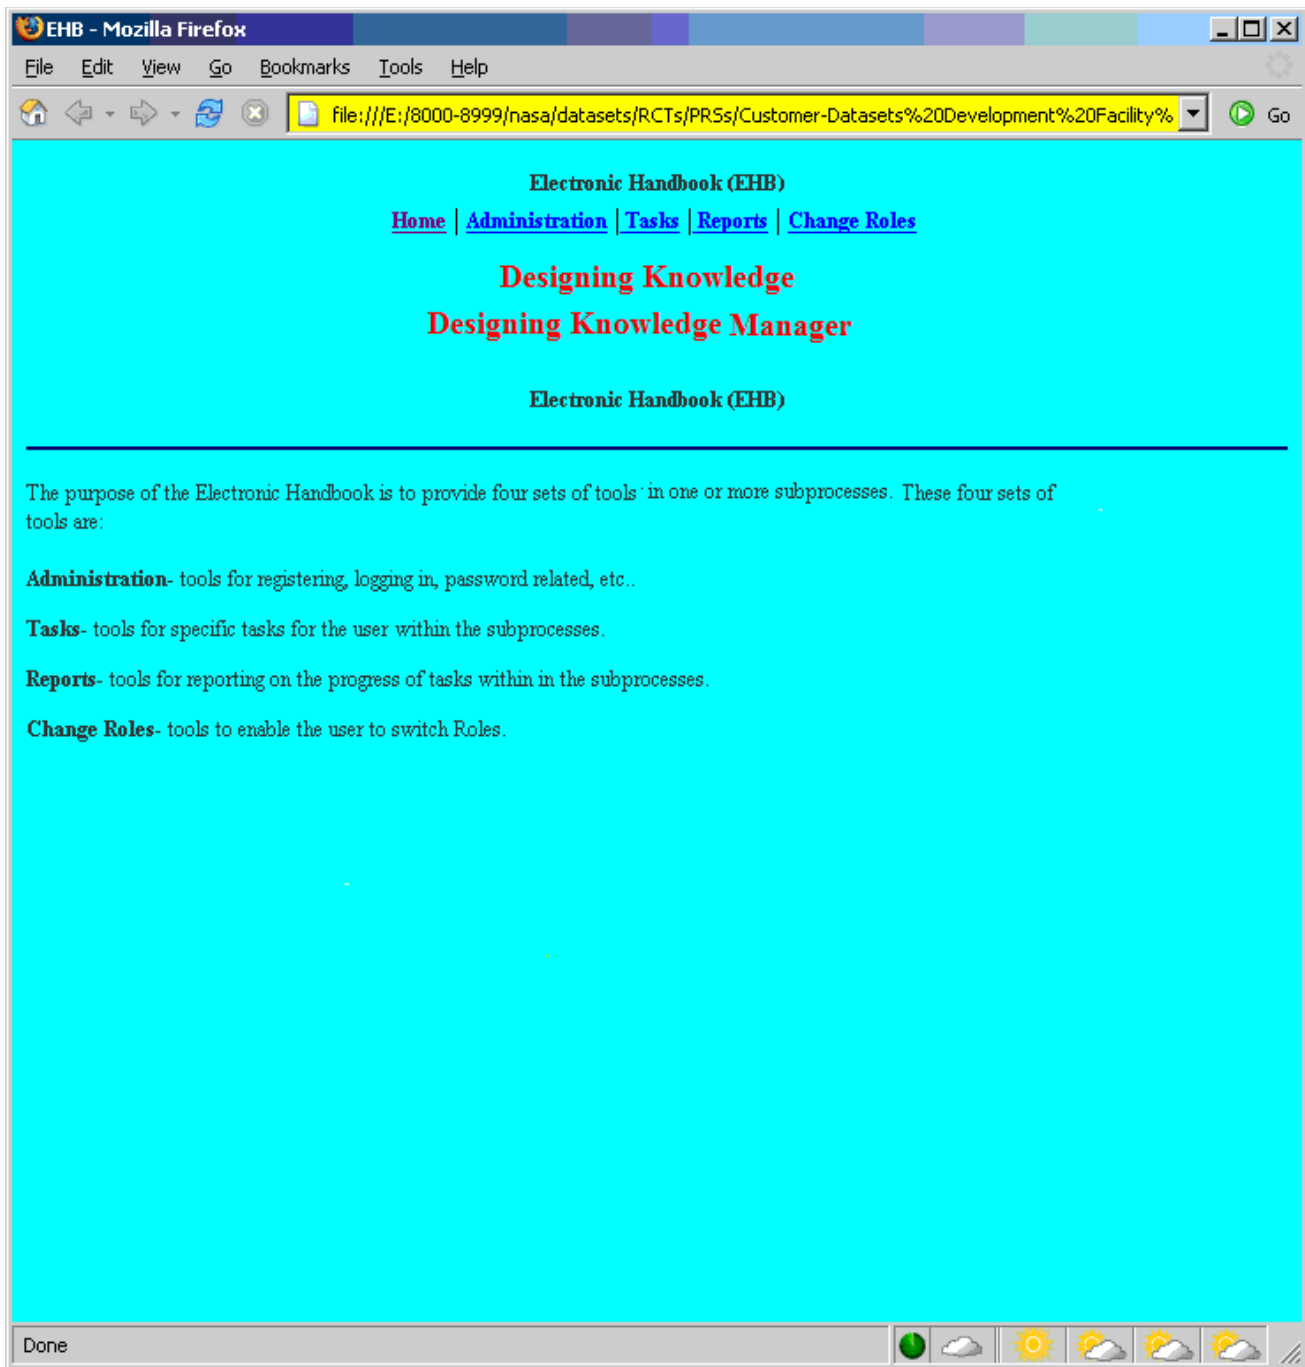 EHB - Mozilla Firefox
File Edit View Go Bookmarks Tools Help
file:///E:/8000-8999/nasa/datasets/RCTs/PRSs/Customer-Datasets%20Development%20Facility% Go
Electronic Handbook (EHB)
Home | Administration | Tasks | Reports | Change Roles
Designing Knowledge
Designing Knowledge Manager
Electronic Handbook (EHB)
The purpose of the Electronic Handbook is to provide four sets of tools in one or more subprocesses. These four sets of
tools are:
Administration- tools for registering, logging in, password related, etc..
Tasks- tools for specific tasks for the user within the subprocesses.
Reports- tools for reporting on the progress of tasks within in the subprocesses.
Change Roles- tools to enable the user to switch Roles.
Done